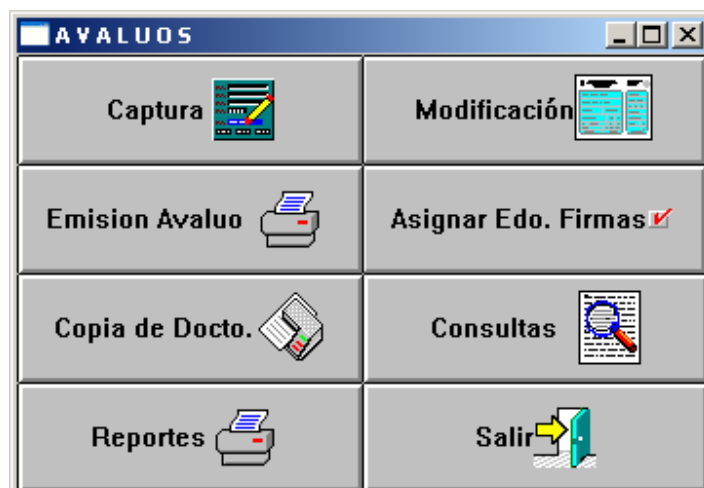 AVALUOS
Captura
Modificación
Emision Avaluo
Asignar Edo. Firmas
Copia de Docto.
Consultas
Reportes
Salir